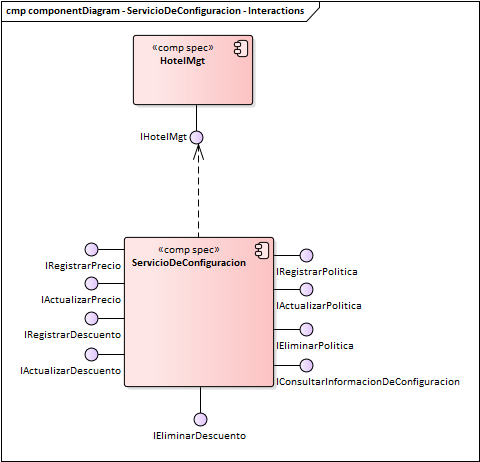 cmp componentDiagram - ServicioDeConfiguracion - Interactions
«comp spec»
HotelMgt
IHotelMgt
«comp spec»
ServicioDeConfiguracion
IRegistrarPrecio
IActualizarPrecio
IRegistrarDescuento
IActualizarDescuento
IRegistrarPolitica
IActualizarPolitica
IEliminarPolitica
IConsultarInformacionDeConfiguracion
IEliminarDescuento